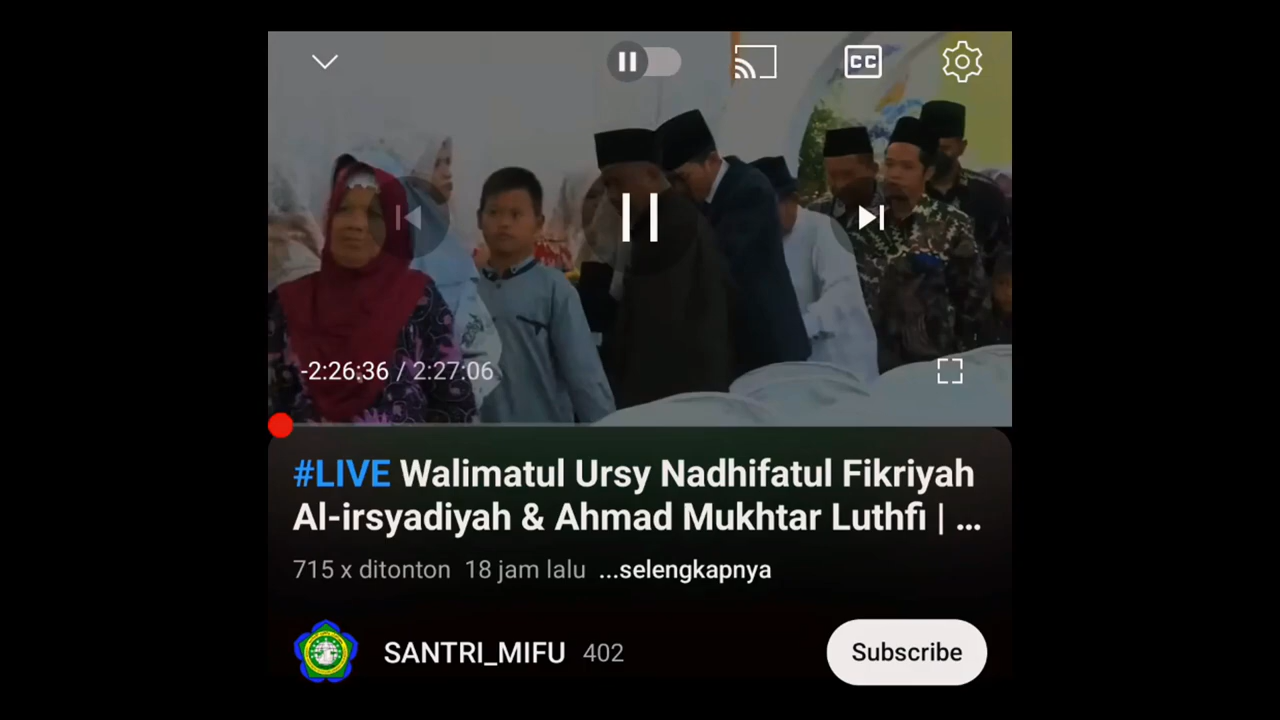 CC
-2:26:36 / 2:27:06
#LIVE Walimatul Ursy Nadhifatul Fikriyah
Al-irsyadiyah & Ahmad Mukhtar Luthfi | ...
715 x ditonton 18 jam lalu ...selengkapnya
SANTRI_MIFU 402
Subscribe